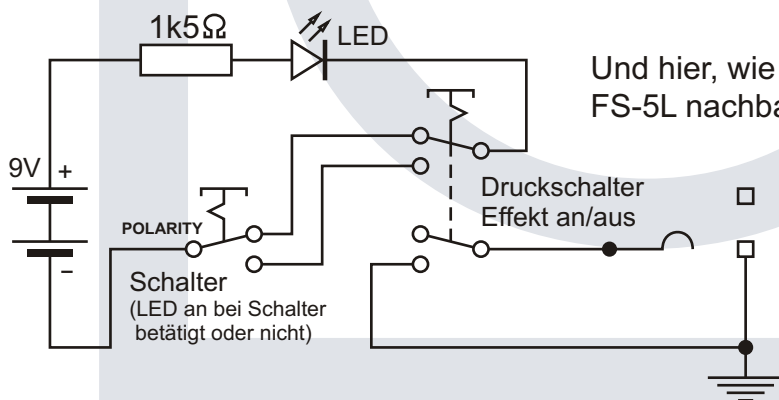 1k5Ω
LED
Und hier, wie
FS-5L nachba
9V
+
Druckschalter
Effekt an/aus
POLARITY
–
Schalter
(LED an bei Schalter
betätigt oder nicht)